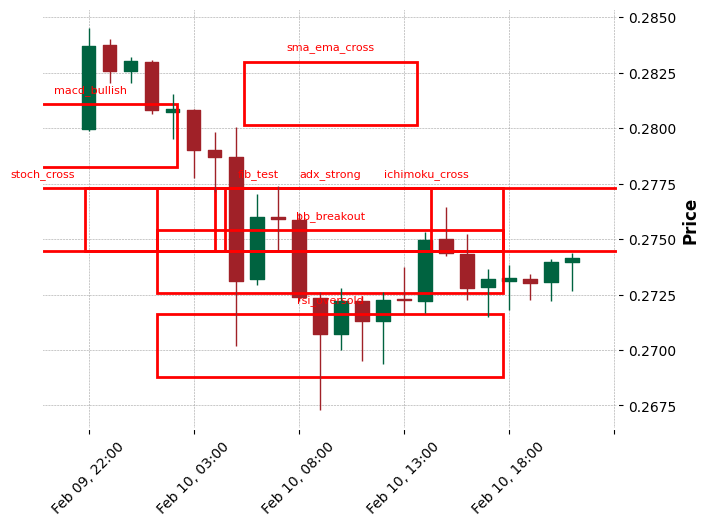 0.2850
sma_ema_cross
0.2825
macd_bullish
0.2800
stoch_cross
fib_test
adx_strong
ichimoku_cross
0.2775
bb_breakout
Price
0.2750
0.2725
rsi_oversold
0.2700
0.2675
Feb 09, 22:00
Feb 10, 03:00
Feb 10, 08:00
Feb 10, 13:00
Feb 10, 18:00